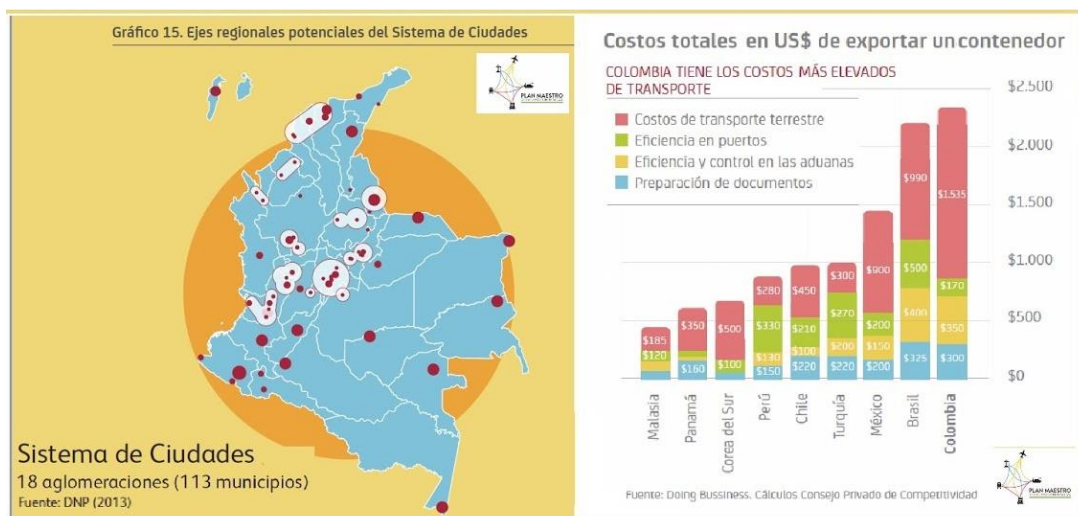 Gráfico 15. Ejes regionales potenciales del Sistema de Ciudades
PLAN MAESTRO
Sistema de Ciudades
18 aglomeraciones (113 municipios)
Fuente: DNP (2013)
Costos totales en US$ de exportar un contenedor
COLOMBIA TIENE LOS COSTOS MÁS ELEVADOS
DE TRANSPORTE
Costos de transporte terrestre
Eficiencia en puertos
Eficiencia y control en las aduanas
Preparación de documentos
$2.500
$2.000
$1.500
$1.000
$500
$0
$185
$120
$350
$160
$500
$100
$280
$330
$130
$150
$450
$210
$100
$220
$300
$270
$200
$220
$900
$200
$150
$200
$990
$500
$400
$325
$1.535
$170
$350
$300
Malasia
Panamá
Corea del Sur
Perú
Chile
Turquía
México
Brasil
Colombia
Fuente: Doing Bussiness. Cálculos Consejo Privado de Competitividad
PLAN MAESTRO